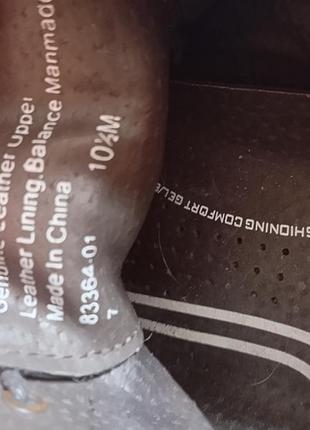 Genuine Leather Upper
Leather Lining.Balance Manmade
Made In China
83364-01 10½M
7
SHIONING COMFORT GEL